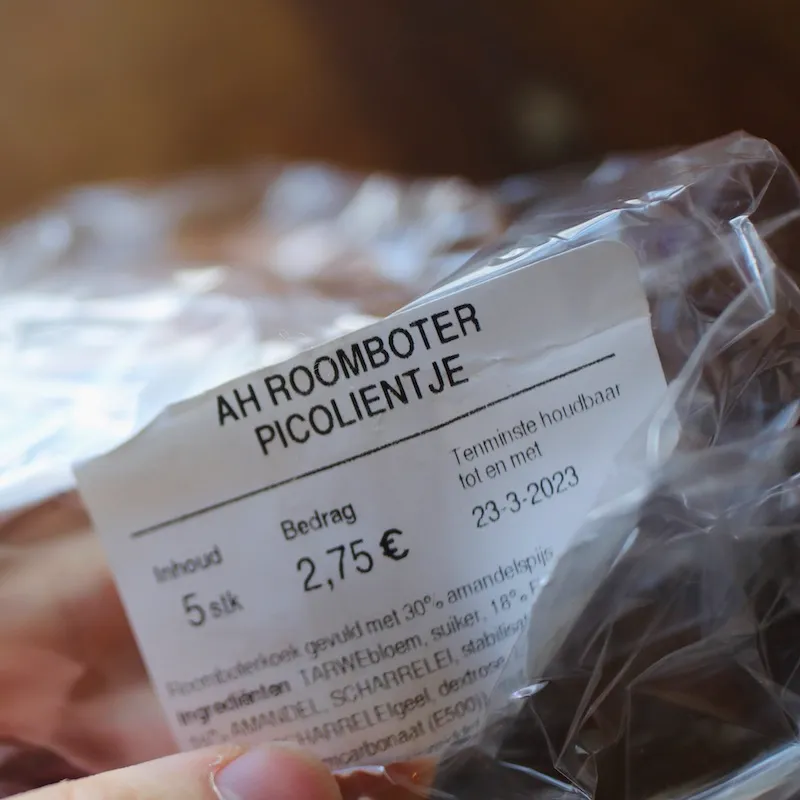 AH ROOMBOTER
PICOLIENTJE
Inhoud
5 stk
Bedrag
2,75 €
Tenminste houdbaar
tot en met
23-3-2023
Roomboterkoek gevuld met 30% amandelspijs
Ingrediënten TARWEbloem, suiker, 18%
AMANDEL, SCHARRELEI,
SCHARRELEIgeel, dextrose
(E500)